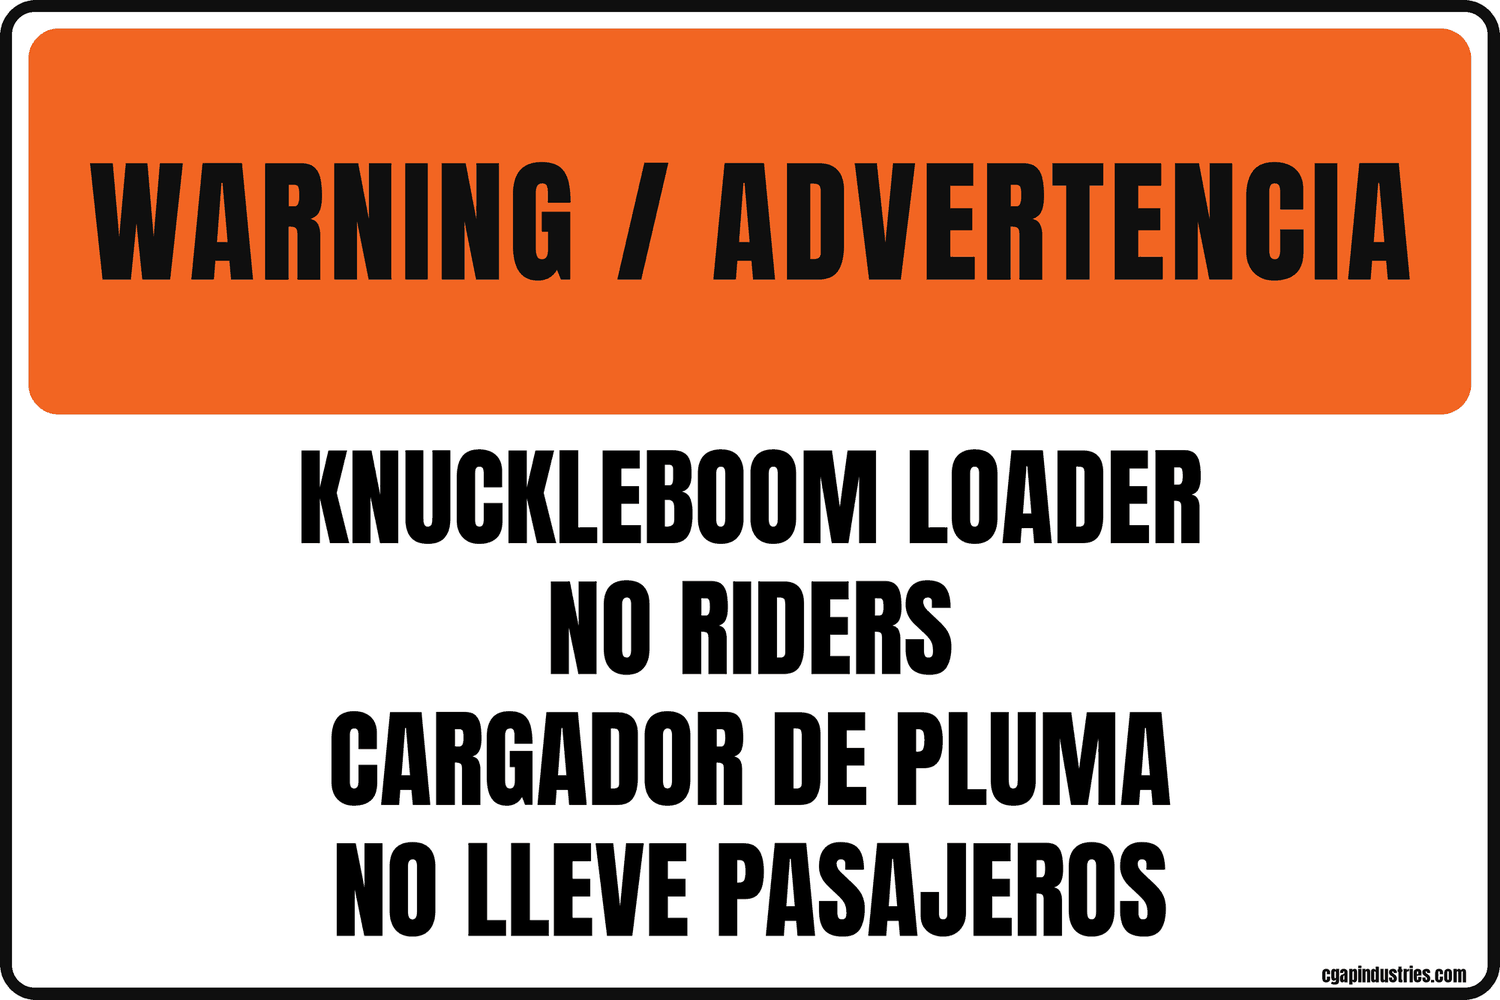 WARNING / ADVERTENCIA
KNUCKLEBOOM LOADER
NO RIDERS
CARGADOR DE PLUMA
NO LLEVE PASAJEROS
cgapindustries.com